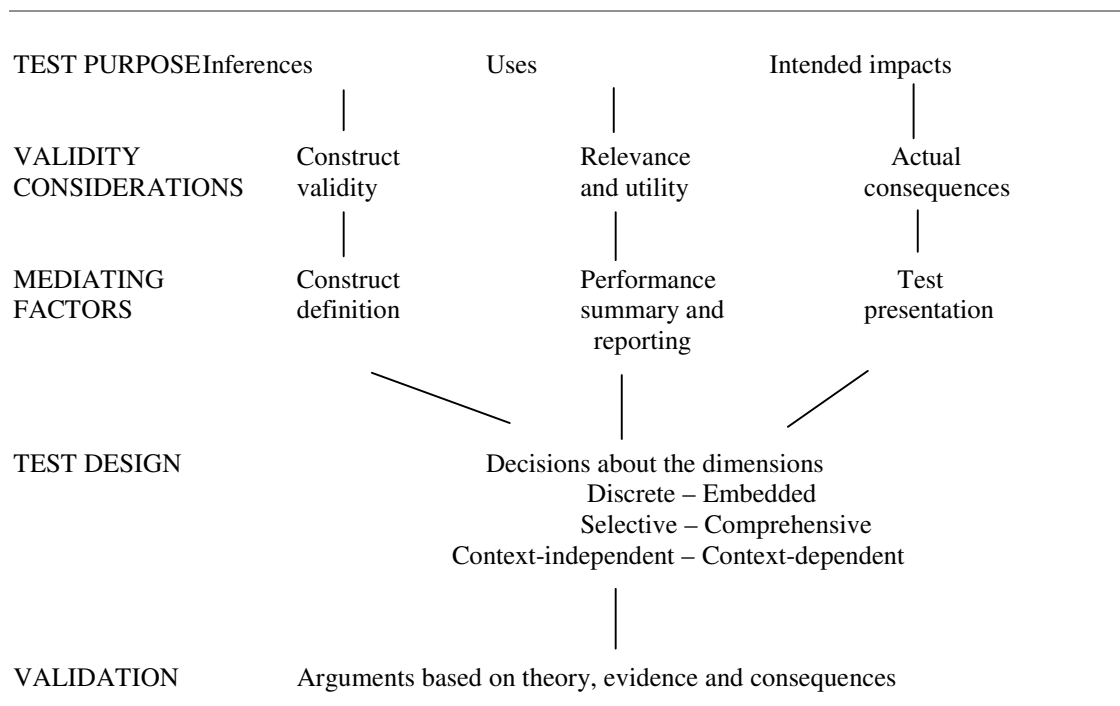 TEST PURPOSEInferences Uses Intended impacts
VALIDITY Construct Relevance Actual
CONSIDERATIONS validity and utility consequences
MEDIATING Construct Performance Test
FACTORS definition summary and presentation
reporting
TEST DESIGN Decisions about the dimensions
Discrete – Embedded
Selective – Comprehensive
Context-independent – Context-dependent
VALIDATION Arguments based on theory, evidence and consequences